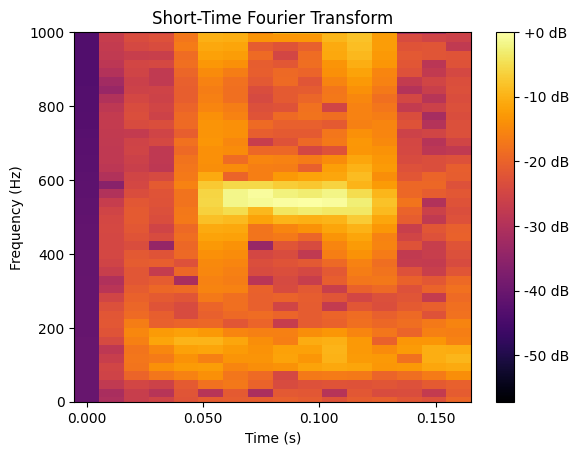 Short-Time Fourier Transform
1000
800
600
400
200
0
Frequency (Hz)
0.000
0.050
0.100
0.150
Time (s)
+0 dB
-10 dB
-20 dB
-30 dB
-40 dB
-50 dB